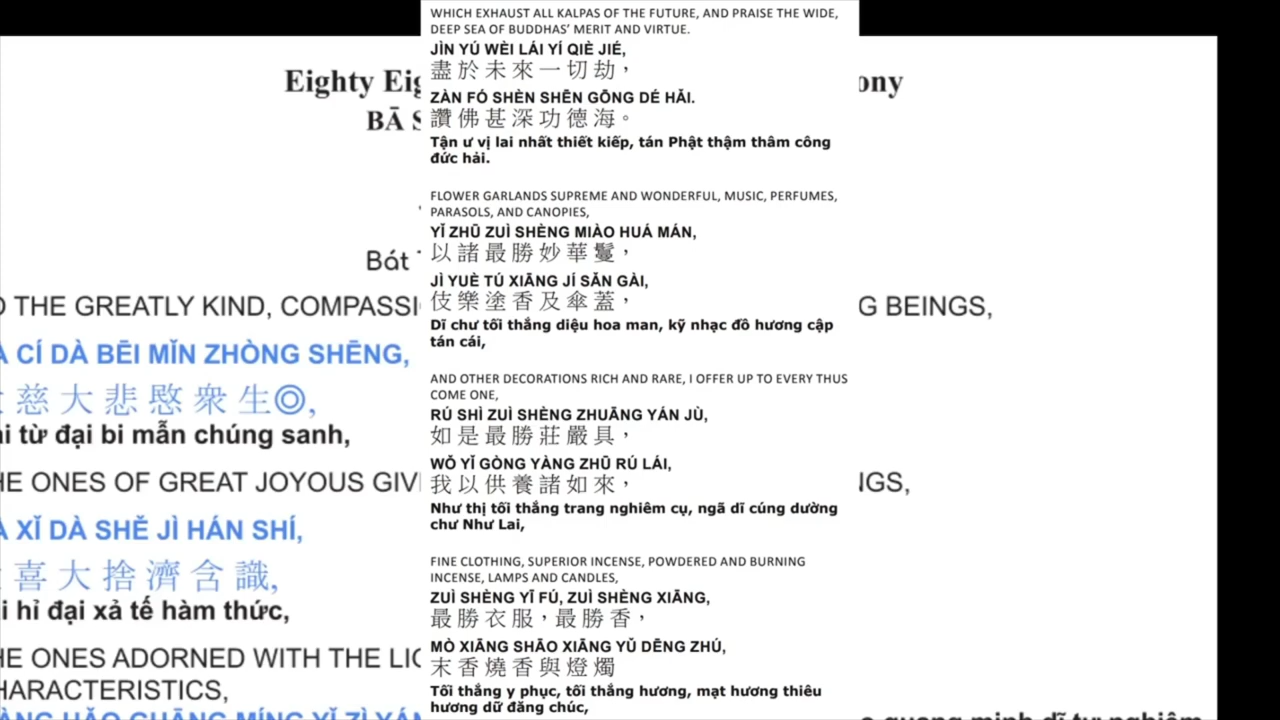 WHICH EXHAUST ALL KALPAS OF THE FUTURE, AND PRAISE THE WIDE,
DEEP SEA OF BUDDHAS’ MERIT AND VIRTUE.
JÌN YÚ WÈI LÁI YÍ QIÈ JIÉ,
盡於未來一切劫，
ZÀN FÓ SHÈN SHĒN GŌNG DÉ HǍI.
讚佛甚深功德海。
Tận ư vị lai nhất thiết kiếp, tán Phật thậm thâm công
đức hải.
FLOWER GARLANDS SUPREME AND WONDERFUL, MUSIC, PERFUMES,
PARASOLS, AND CANOPIES,
YǏ ZHŪ ZUÌ SHÈNG MIÀO HUÁ MÁN,
以諸最勝妙華鬘，
JÌ YUÈ TÚ XIĀNG JÍ SǍN GÀI,
伎樂塗香及傘蓋，
Dĩ chư tối thắng diệu hoa man, kỹ nhạc đồ hương cập
tán cái,
AND OTHER DECORATIONS RICH AND RARE, I OFFER UP TO EVERY THUS
COME ONE,
RÚ SHÌ ZUÌ SHÈNG ZHUĀNG YÁN JÙ,
如是最勝莊嚴具，
WǑ YǏ GÒNG YÀNG ZHŪ RÚ LÁI,
我以供養諸如來，
Như thị tối thắng trang nghiêm cụ, ngã dĩ cúng dường
chư Như Lai,
FINE CLOTHING, SUPERIOR INCENSE, POWDERED AND BURNING
INCENSE, LAMPS AND CANDLES,
ZUÌ SHÈNG YĪ FÚ, ZUÌ SHÈNG XIĀNG,
最勝衣服，最勝香，
MÒ XIĀNG SHĀO XIĀNG YǓ DĒNG ZHÚ,
末香燒香與燈燭
Tối thắng y phục, tối thắng hương, mạt hương thiêu
hương dữ đăng chúc,
Eighty
BĀ
Bát
THE GREATLY KIND, BEINGS,
CÍ DÀ BĒI MǏN ZHÒNG SHĒNG,
慈大悲愍衆生◎,
từ đại bi mẫn chúng sanh,
ONES OF GREAT JOYOUS
XǏ DÀ SHĚ JÌ HÁN SHÍ,
喜大捨濟含識,
hỉ đại xả tế hàm thức,
ONES ADORNED WITH THE
quang minh dĩ tự nghiêm